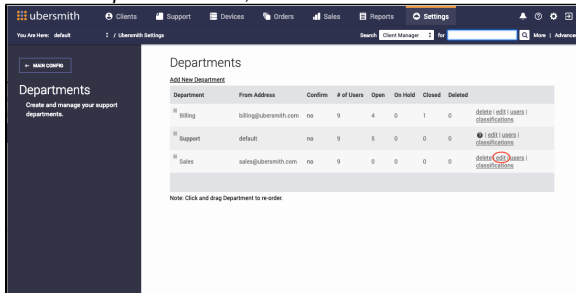 ubersmith Clients Support Devices Orders Sales Reports Settings
You Are Here: default / Ubersmith Settings Search Client Manager for More | Advanced
← MAIN CONFIG
Departments
Create and manage your support
departments.
Departments
Add New Department
Department From Address Confirm # of Users Open On Hold Closed Deleted
Billing billing@ubersmith.com no 9 4 0 1 0 delete | edit | users |
classifications
Support default no 9 5 0 0 0 | edit | users |
classifications
Sales sales@ubersmith.com no 9 0 0 0 0 delete | edit | users |
classifications
Note: Click and drag Department to re-order.